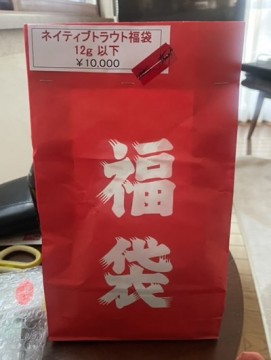 ネイティブトラウト福袋
12g 以下
￥10,000
福
袋